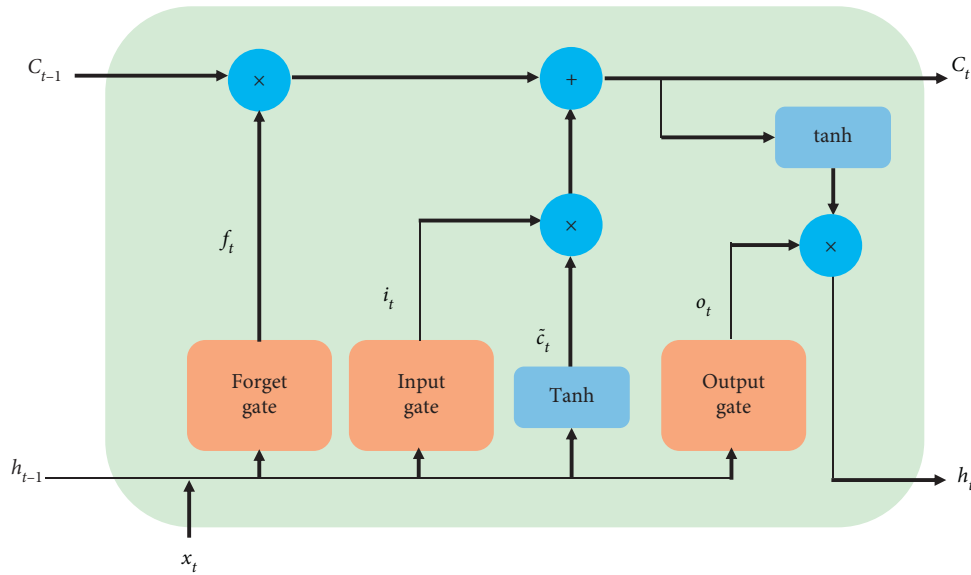 C_{t–1}
×
+
C_t
tanh
f_t
×
×
i_t
o_t
c̃_t
Forget
gate
Input
gate
Tanh
Output
gate
h_{t–1}
h_t
x_t